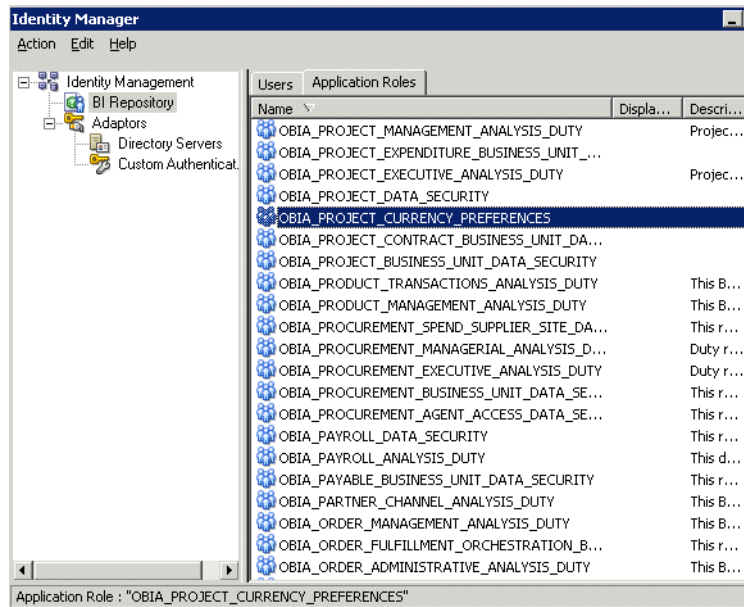 Identity Manager
Action Edit Help
Identity Management
BI Repository
Adaptors
Directory Servers
Custom Authenticat.
Users Application Roles
Name Displa... Descri...
OBIA_PROJECT_MANAGEMENT_ANALYSIS_DUTY Projec...
OBIA_PROJECT_EXPENDITURE_BUSINESS_UNIT_...
OBIA_PROJECT_EXECUTIVE_ANALYSIS_DUTY Projec...
OBIA_PROJECT_DATA_SECURITY
OBIA_PROJECT_CURRENCY_PREFERENCES
OBIA_PROJECT_CONTRACT_BUSINESS_UNIT_DA...
OBIA_PROJECT_BUSINESS_UNIT_DATA_SECURITY
OBIA_PRODUCT_TRANSACTIONS_ANALYSIS_DUTY This B...
OBIA_PRODUCT_MANAGEMENT_ANALYSIS_DUTY This B...
OBIA_PROCUREMENT_SPEND_SUPPLIER_SITE_DA... This r...
OBIA_PROCUREMENT_MANAGERIAL_ANALYSIS_D... Duty r...
OBIA_PROCUREMENT_EXECUTIVE_ANALYSIS_DUTY Duty r...
OBIA_PROCUREMENT_BUSINESS_UNIT_DATA_SE... This r...
OBIA_PROCUREMENT_AGENT_ACCESS_DATA_SE... This r...
OBIA_PAYROLL_DATA_SECURITY This r...
OBIA_PAYROLL_ANALYSIS_DUTY This d...
OBIA_PAYABLE_BUSINESS_UNIT_DATA_SECURITY This r...
OBIA_PARTNER_CHANNEL_ANALYSIS_DUTY This B...
OBIA_ORDER_MANAGEMENT_ANALYSIS_DUTY This B...
OBIA_ORDER_FULFILLMENT_ORCHESTRATION_B... This r...
OBIA_ORDER_ADMINISTRATIVE_ANALYSIS_DUTY This B...
Application Role : "OBIA_PROJECT_CURRENCY_PREFERENCES"